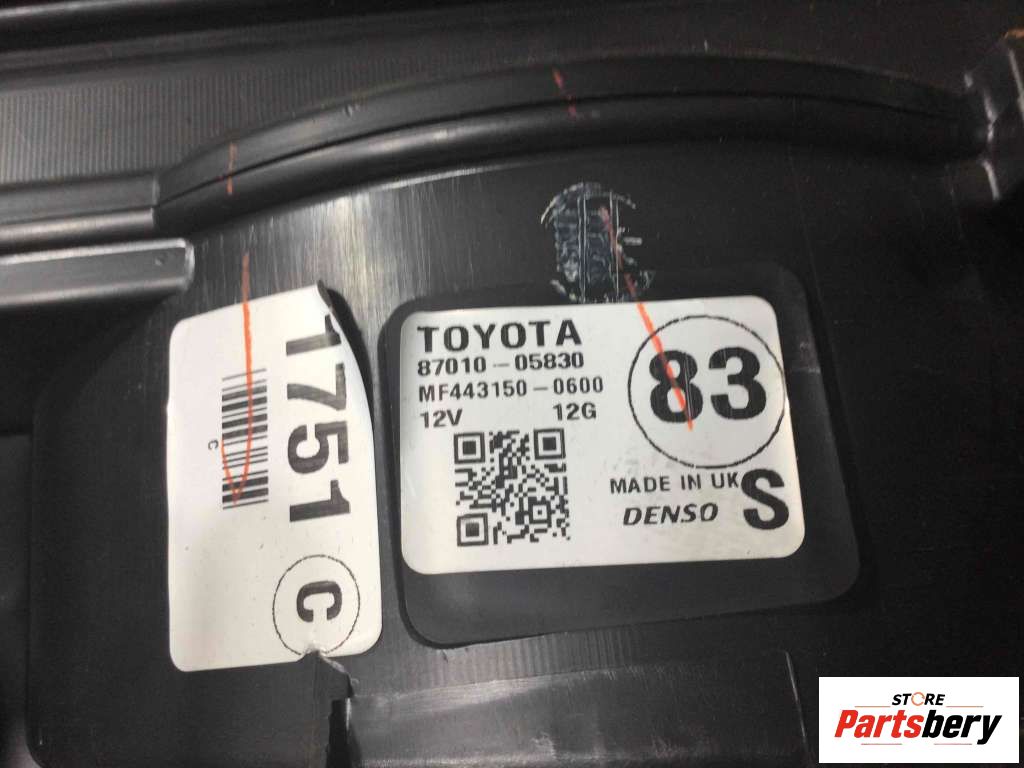 1751
C
C
TOYOTA
87010-05830
MF443150-0600
12V 12G
83
MADE IN UK
DENSO
S
STORE
Partsbery